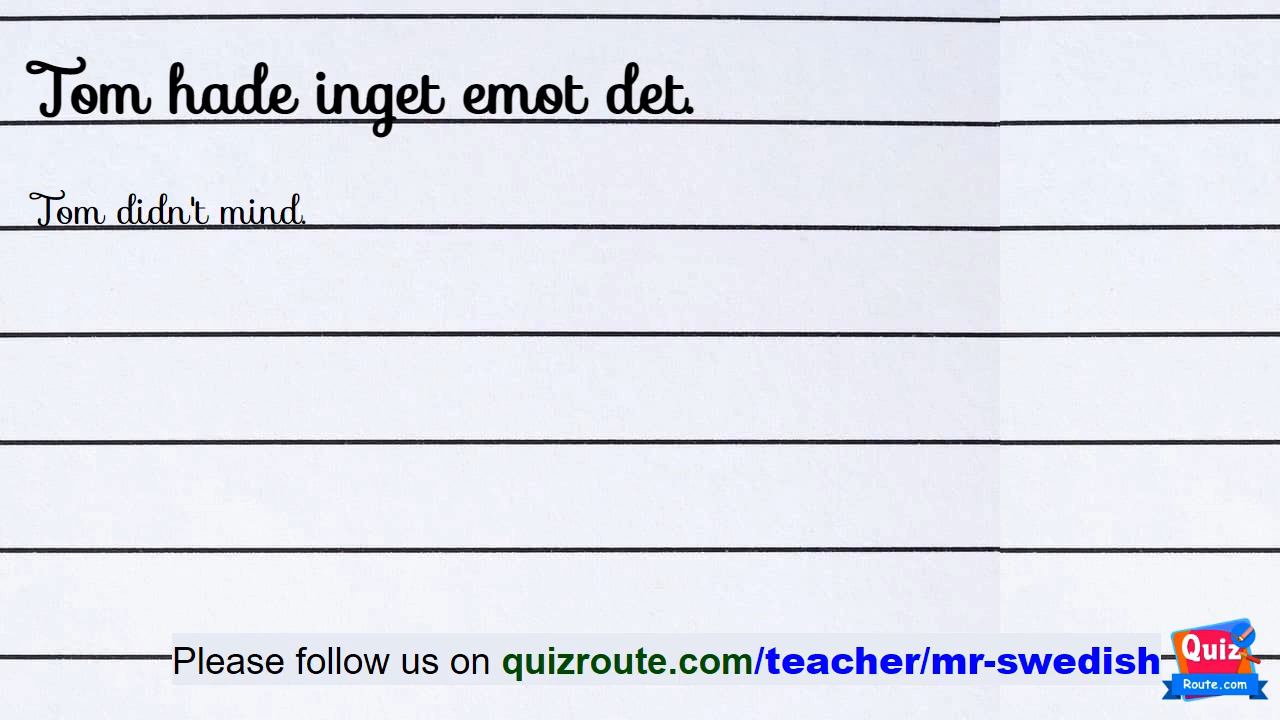 Tom hade inget emot det.
Tom didn't mind.
Please follow us on quizroute.com/teacher/mr-swedish
Quiz
Route.com